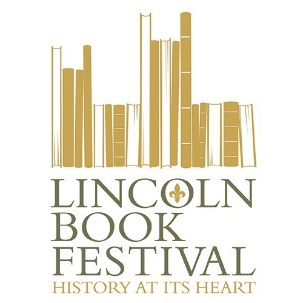 LINCOLN
BOOK
FESTIVAL
HISTORY AT ITS HEART